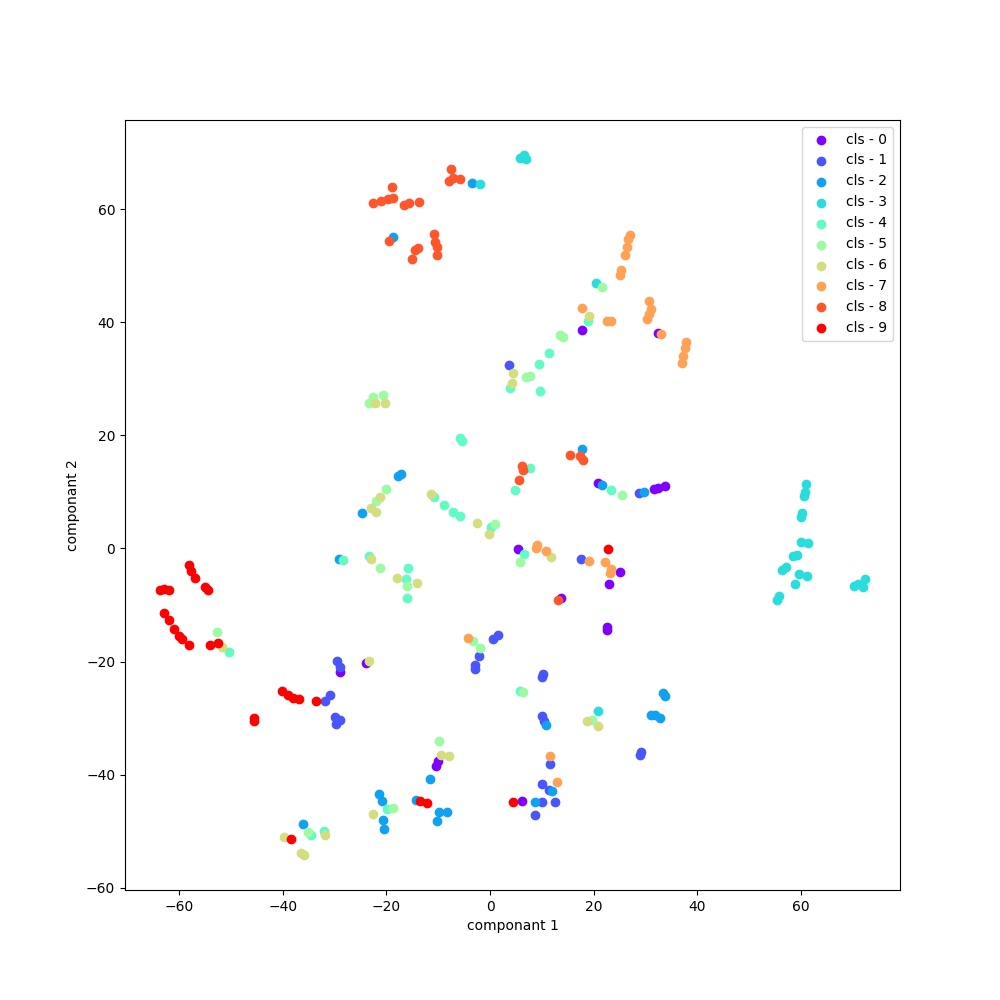 cls - 0
cls - 1
cls - 2
cls - 3
cls - 4
cls - 5
cls - 6
cls - 7
cls - 8
cls - 9
60
40
20
0
−20
−40
−60
componant 2
−60 −40 −20 0 20 40 60
componant 1